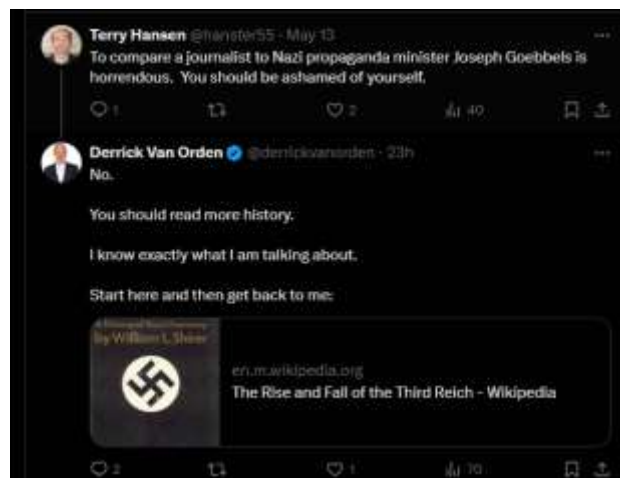 Terry Hansen @hanster55 · May 13
To compare a journalist to Nazi propaganda minister Joseph Goebbels is
horrendous. You should be ashamed of yourself.
1 2 40
Derrick Van Orden @derrickvanorden · 23h
No.
You should read more history.
I know exactly what I am talking about.
Start here and then get back to me:
By William L. Shirer
en.m.wikipedia.org
The Rise and Fall of the Third Reich - Wikipedia
2 1 70